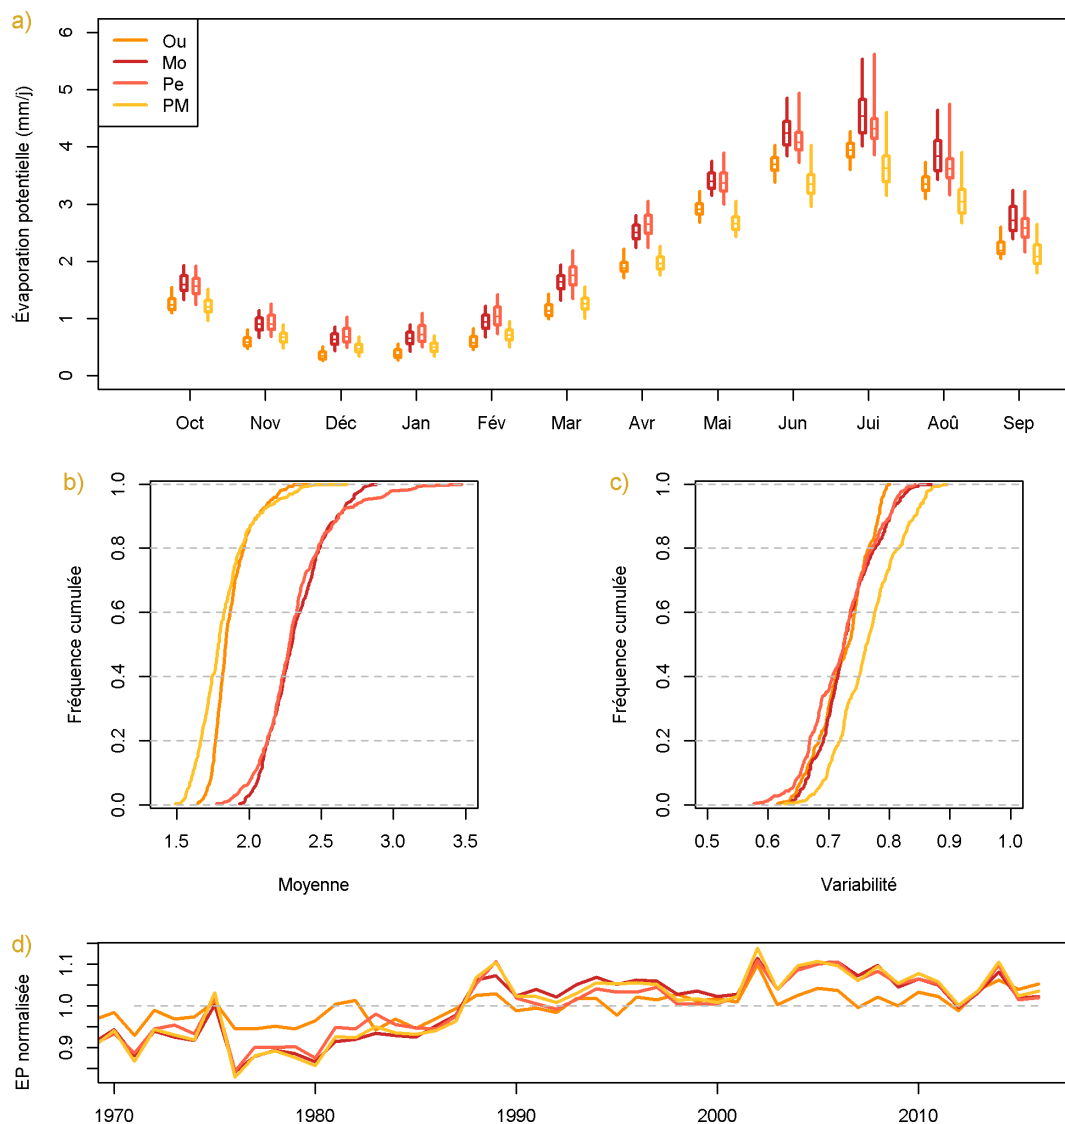 a)
Évaporation potentielle (mm/j)
6
5
4
3
2
1
0
Ou
Mo
Pe
PM
Oct Nov Déc Jan Fév Mar Avr Mai Jun Jui Aoû Sep
b)
Fréquence cumulée
1.0
0.8
0.6
0.4
0.2
0.0
1.5 2.0 2.5 3.0 3.5
Moyenne
c)
Fréquence cumulée
1.0
0.8
0.6
0.4
0.2
0.0
0.5 0.6 0.7 0.8 0.9 1.0
Variabilité
d)
EP normalisée
1.1
1.0
0.9
1970 1980 1990 2000 2010